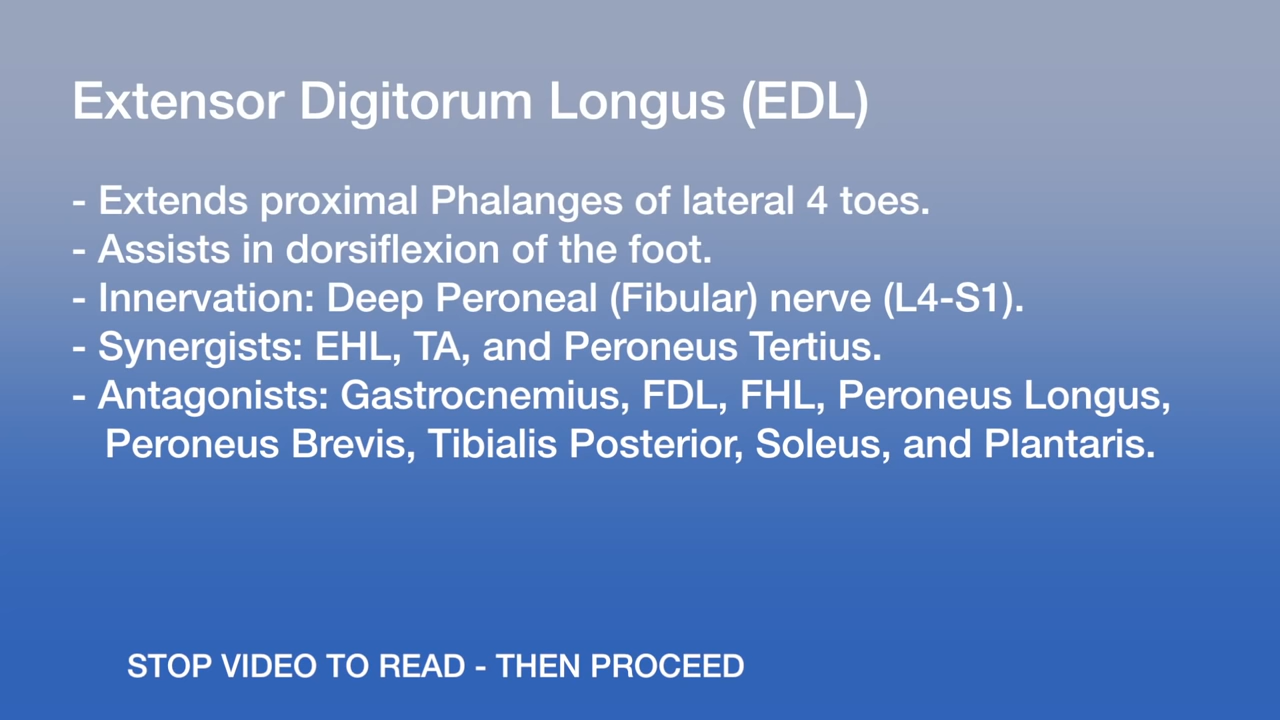 Extensor Digitorum Longus (EDL)
- Extends proximal Phalanges of lateral 4 toes.
- Assists in dorsiflexion of the foot.
- Innervation: Deep Peroneal (Fibular) nerve (L4-S1).
- Synergists: EHL, TA, and Peroneus Tertius.
- Antagonists: Gastrocnemius, FDL, FHL, Peroneus Longus,
Peroneus Brevis, Tibialis Posterior, Soleus, and Plantaris.
STOP VIDEO TO READ - THEN PROCEED